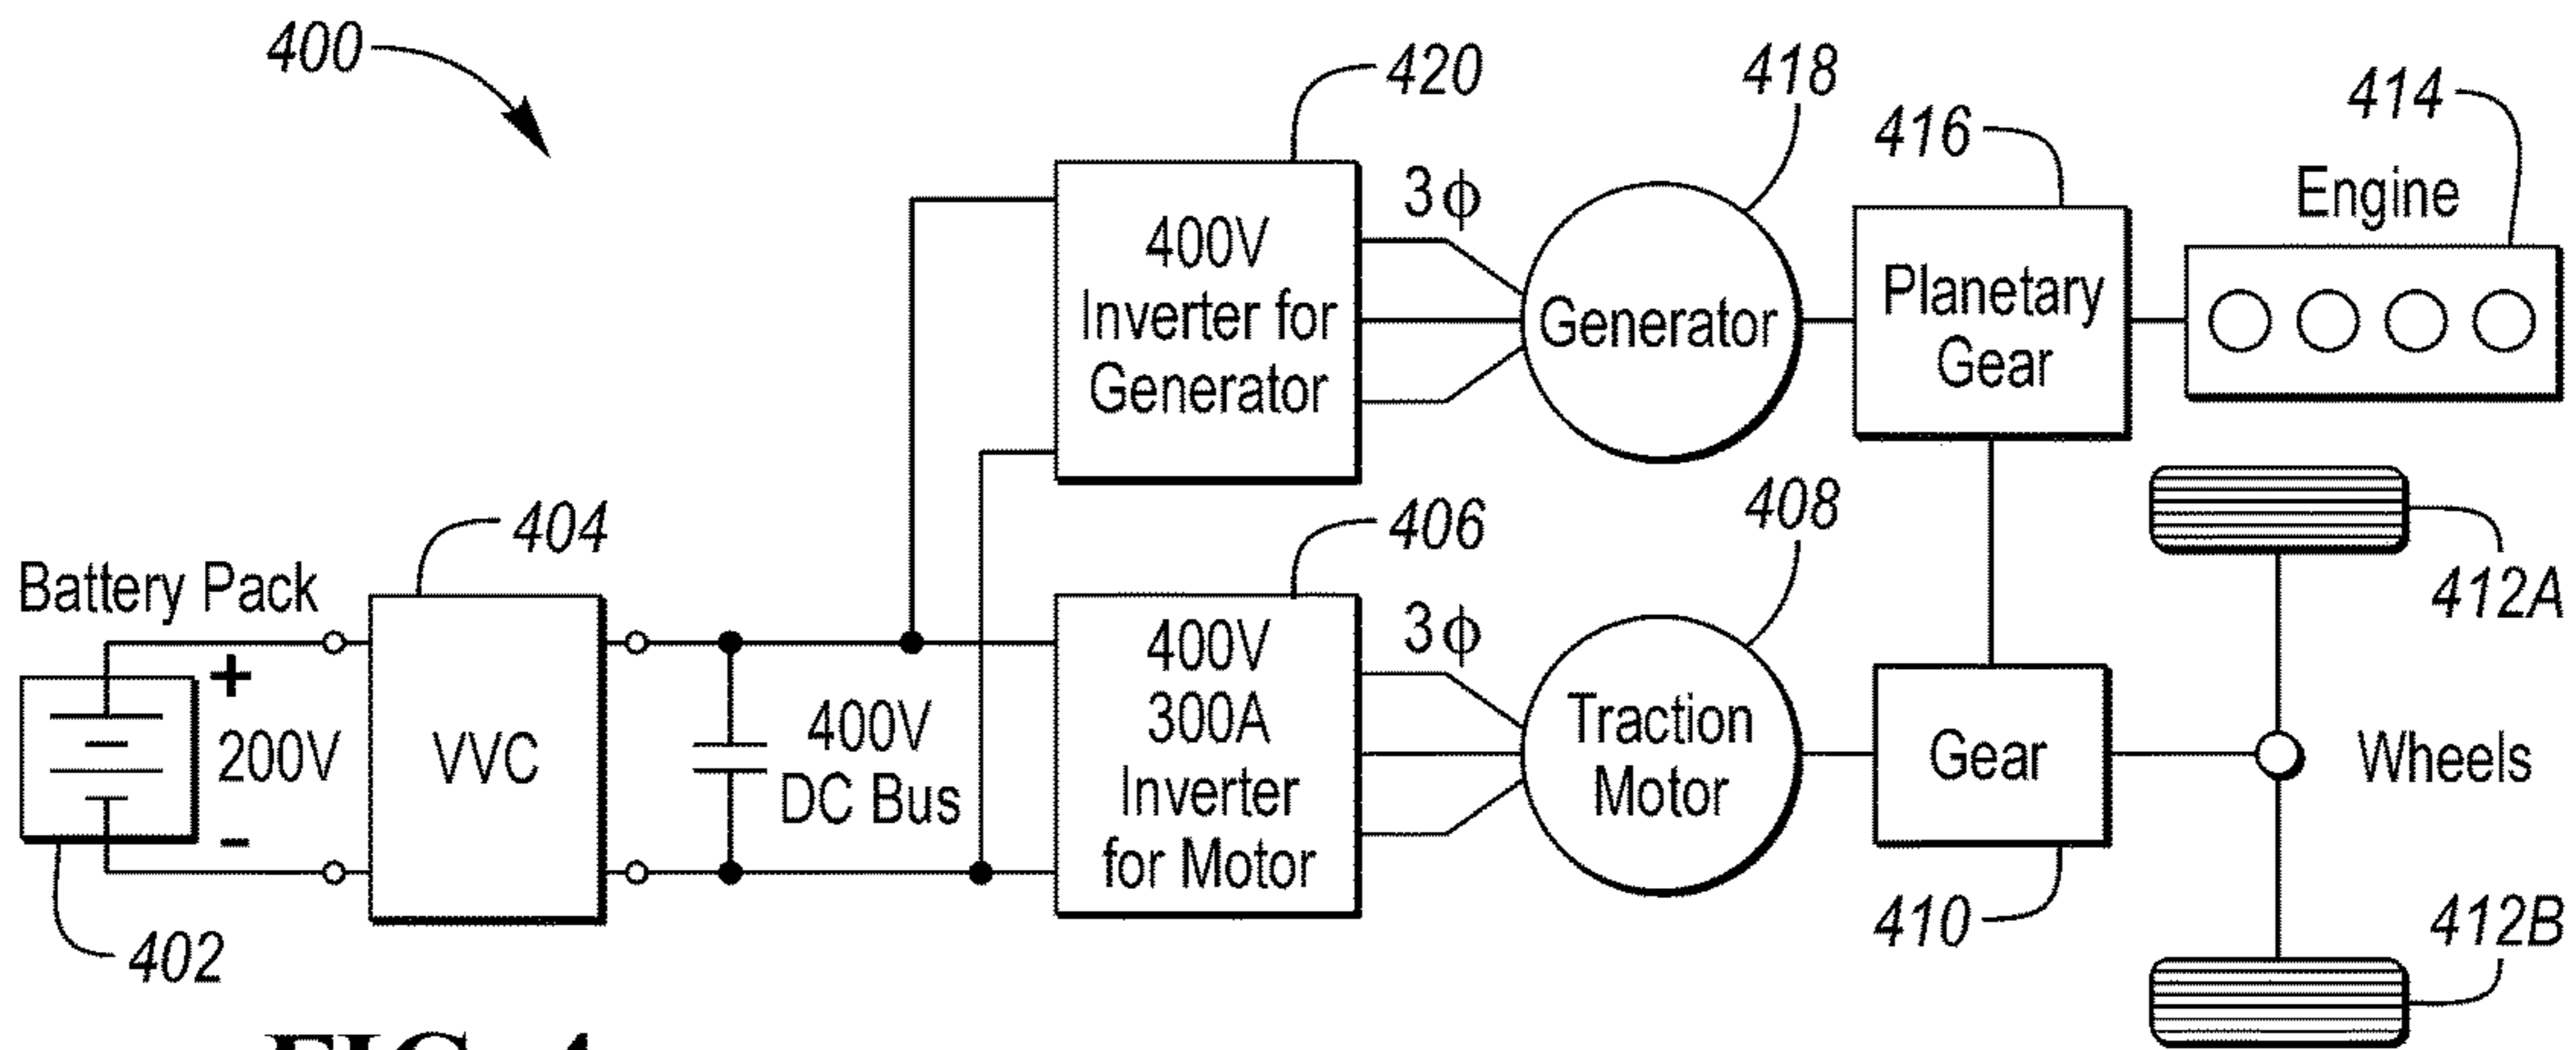 400
420
418
416
414
3ϕ
Engine
400V
Inverter for
Generator
Generator
Planetary
Gear
404
406
408
412A
Battery Pack
3ϕ
+
200V
-
VVC
400V
DC Bus
400V
300A
Inverter
for Motor
Traction
Motor
Gear
Wheels
402
410
412B